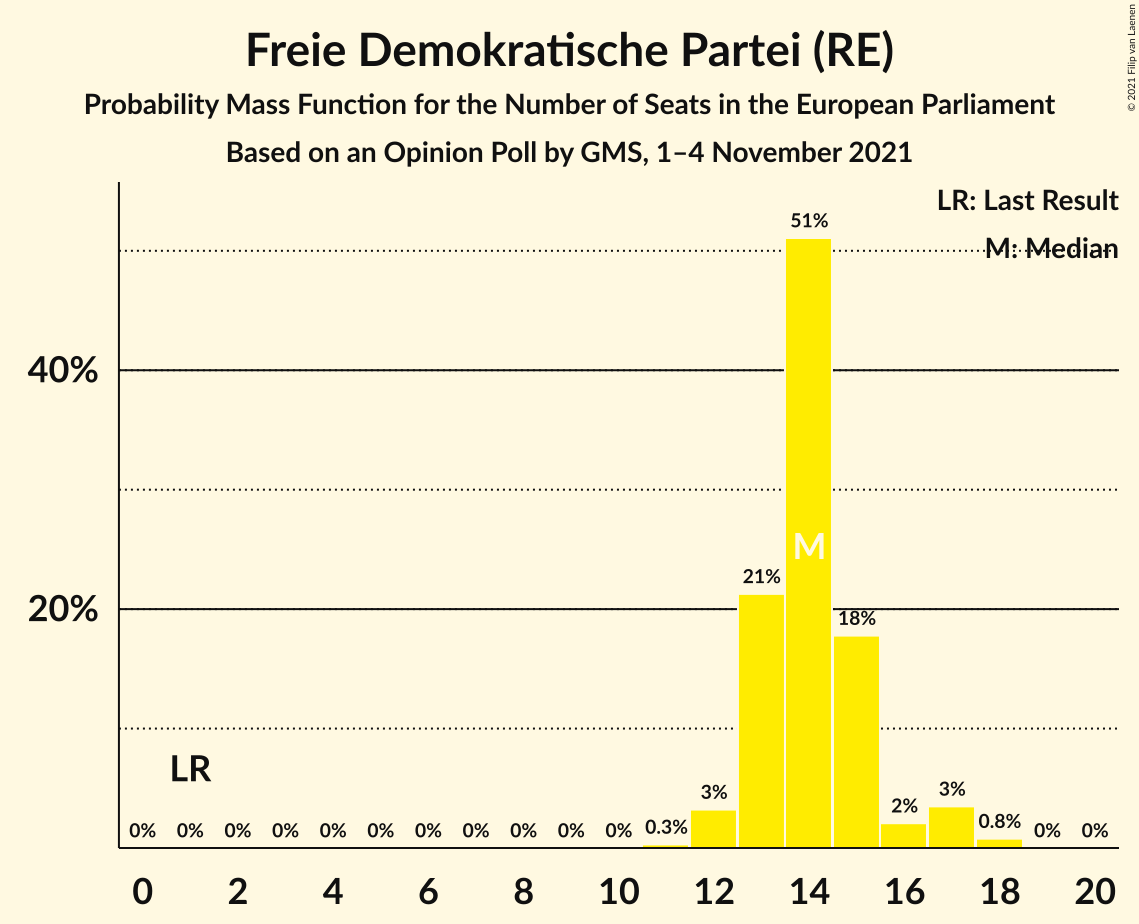 Freie Demokratische Partei (RE)
Probability Mass Function for the Number of Seats in the European Parliament
Based on an Opinion Poll by GMS, 1–4 November 2021
© 2021 Filip van Laenen
LR: Last Result
M: Median
51%
40%
M
21%
20%
18%
LR
0% 0% 0% 0% 0% 0% 0% 0% 0% 0% 0% 0.3% 3% 2% 3% 0.8% 0% 0%
0 2 4 6 8 10 12 14 16 18 20